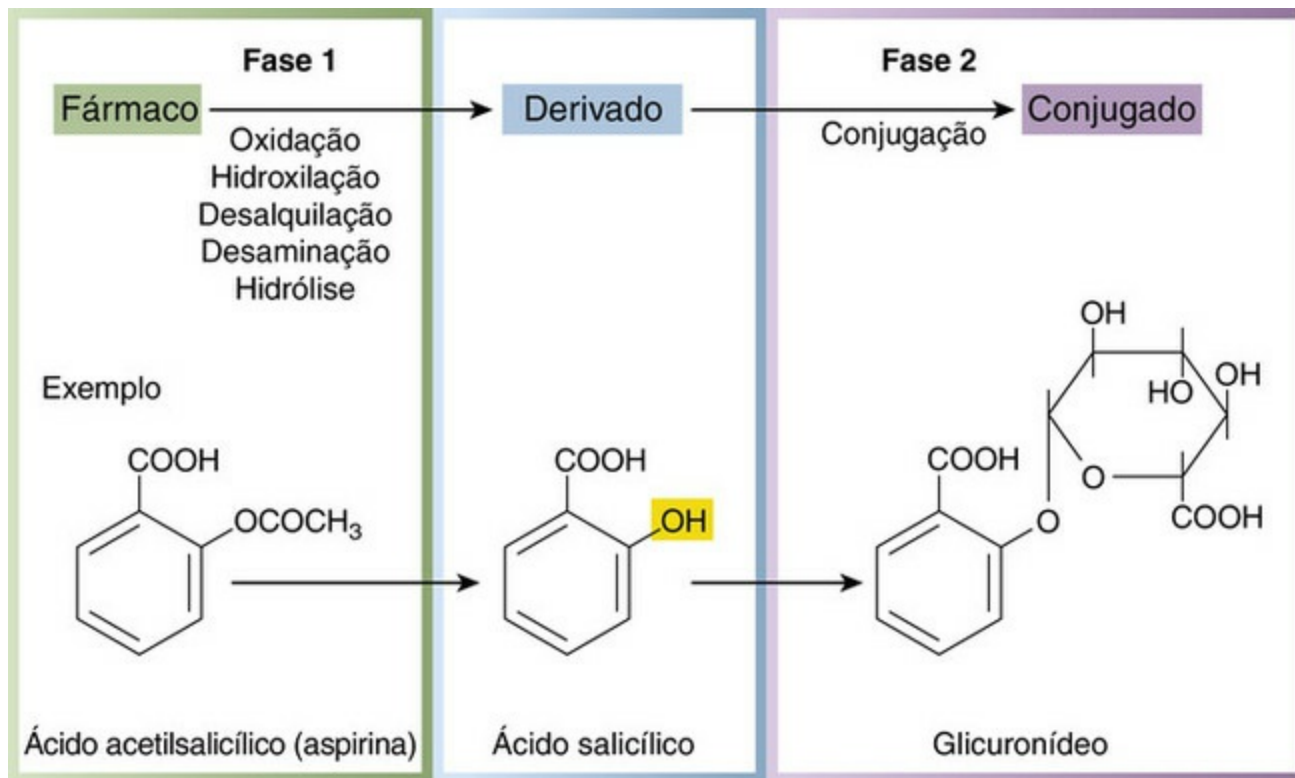 Fase 1
Fase 2
Fármaco
Derivado
Conjugado
Oxidação
Hidroxilação
Desalquilação
Desaminação
Hidrólise
Conjugação
Exemplo
COOH
OCOCH₃
COOH
OH
COOH
O
O
OH
HO
OH
COOH
Ácido acetilsalicílico (aspirina)
Ácido salicílico
Glicuronídeo